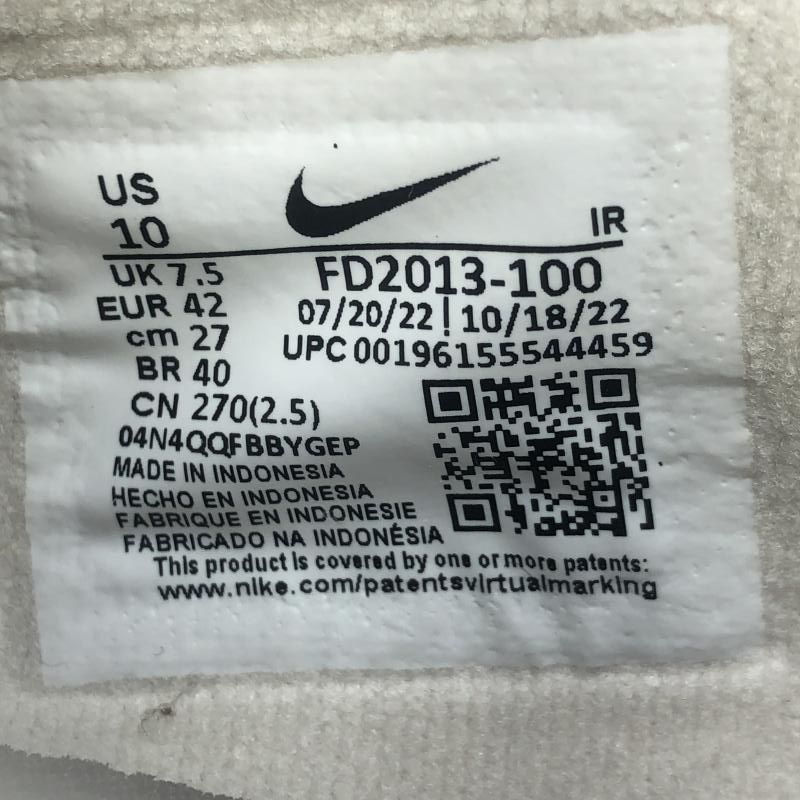 US
10
IR
UK 7.5
FD2013-100
EUR 42
07/20/22 | 10/18/22
cm 27
UPC 00196155544459
BR 40
CN 270(2.5)
04N4QQFBBYGEP
MADE IN INDONESIA
HECHO EN INDONESIA
FABRIQUE EN INDONESIE
FABRICADO NA INDONÉSIA
This product is covered by one or more patents:
www.nike.com/patentsvirtualmarking